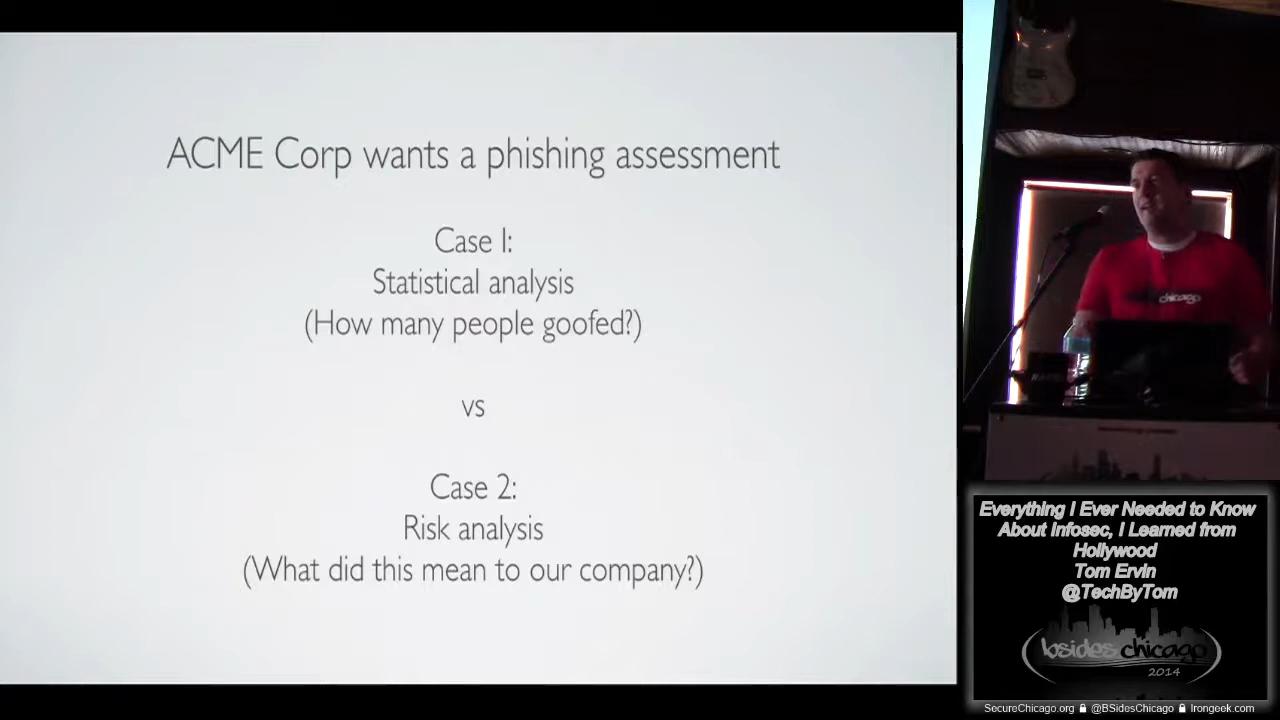 ACME Corp wants a phishing assessment
Case 1:
Statistical analysis
(How many people goofed?)
vs
Case 2:
Risk analysis
(What did this mean to our company?)
chicago
Everything I Ever Needed to Know
About Infosec, I Learned from
Hollywood
Tom Ervin
@TechByTom
bsides chicago
2014
SecureChicago.org @BSidesChicago Irongeek.com